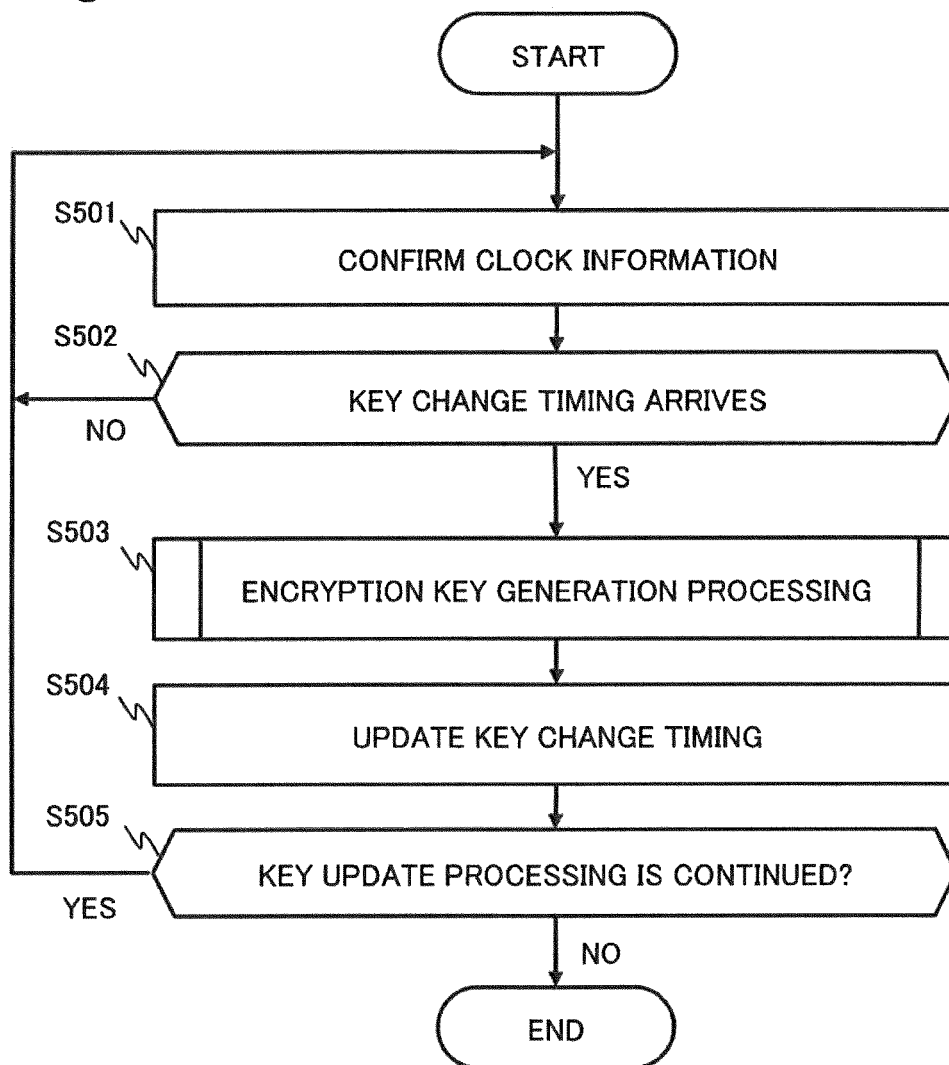 START
S501
CONFIRM CLOCK INFORMATION
S502
KEY CHANGE TIMING ARRIVES
NO
YES
S503
ENCRYPTION KEY GENERATION PROCESSING
S504
UPDATE KEY CHANGE TIMING
S505
KEY UPDATE PROCESSING IS CONTINUED?
YES
NO
END